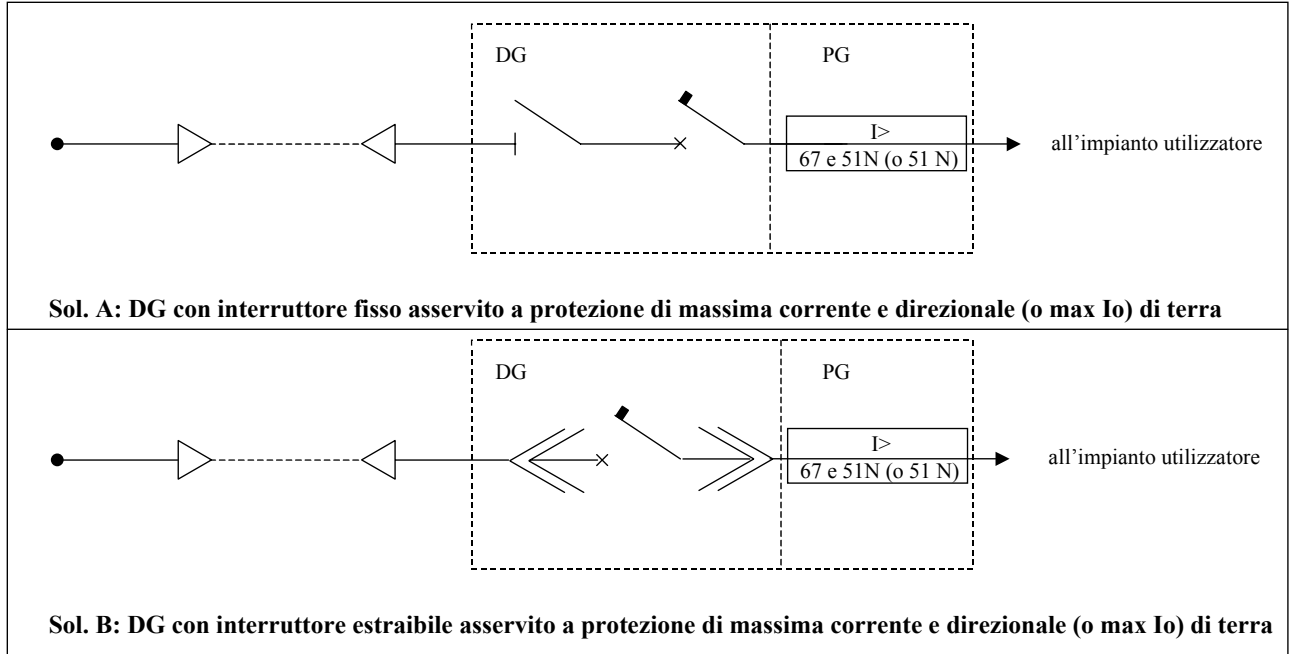 DG
PG
I>
67 e 51N (o 51 N)
all’impianto utilizzatore
Sol. A: DG con interruttore fisso asservito a protezione di massima corrente e direzionale (o max Io) di terra
DG
PG
I>
67 e 51N (o 51 N)
all’impianto utilizzatore
Sol. B: DG con interruttore estraibile asservito a protezione di massima corrente e direzionale (o max Io) di terra